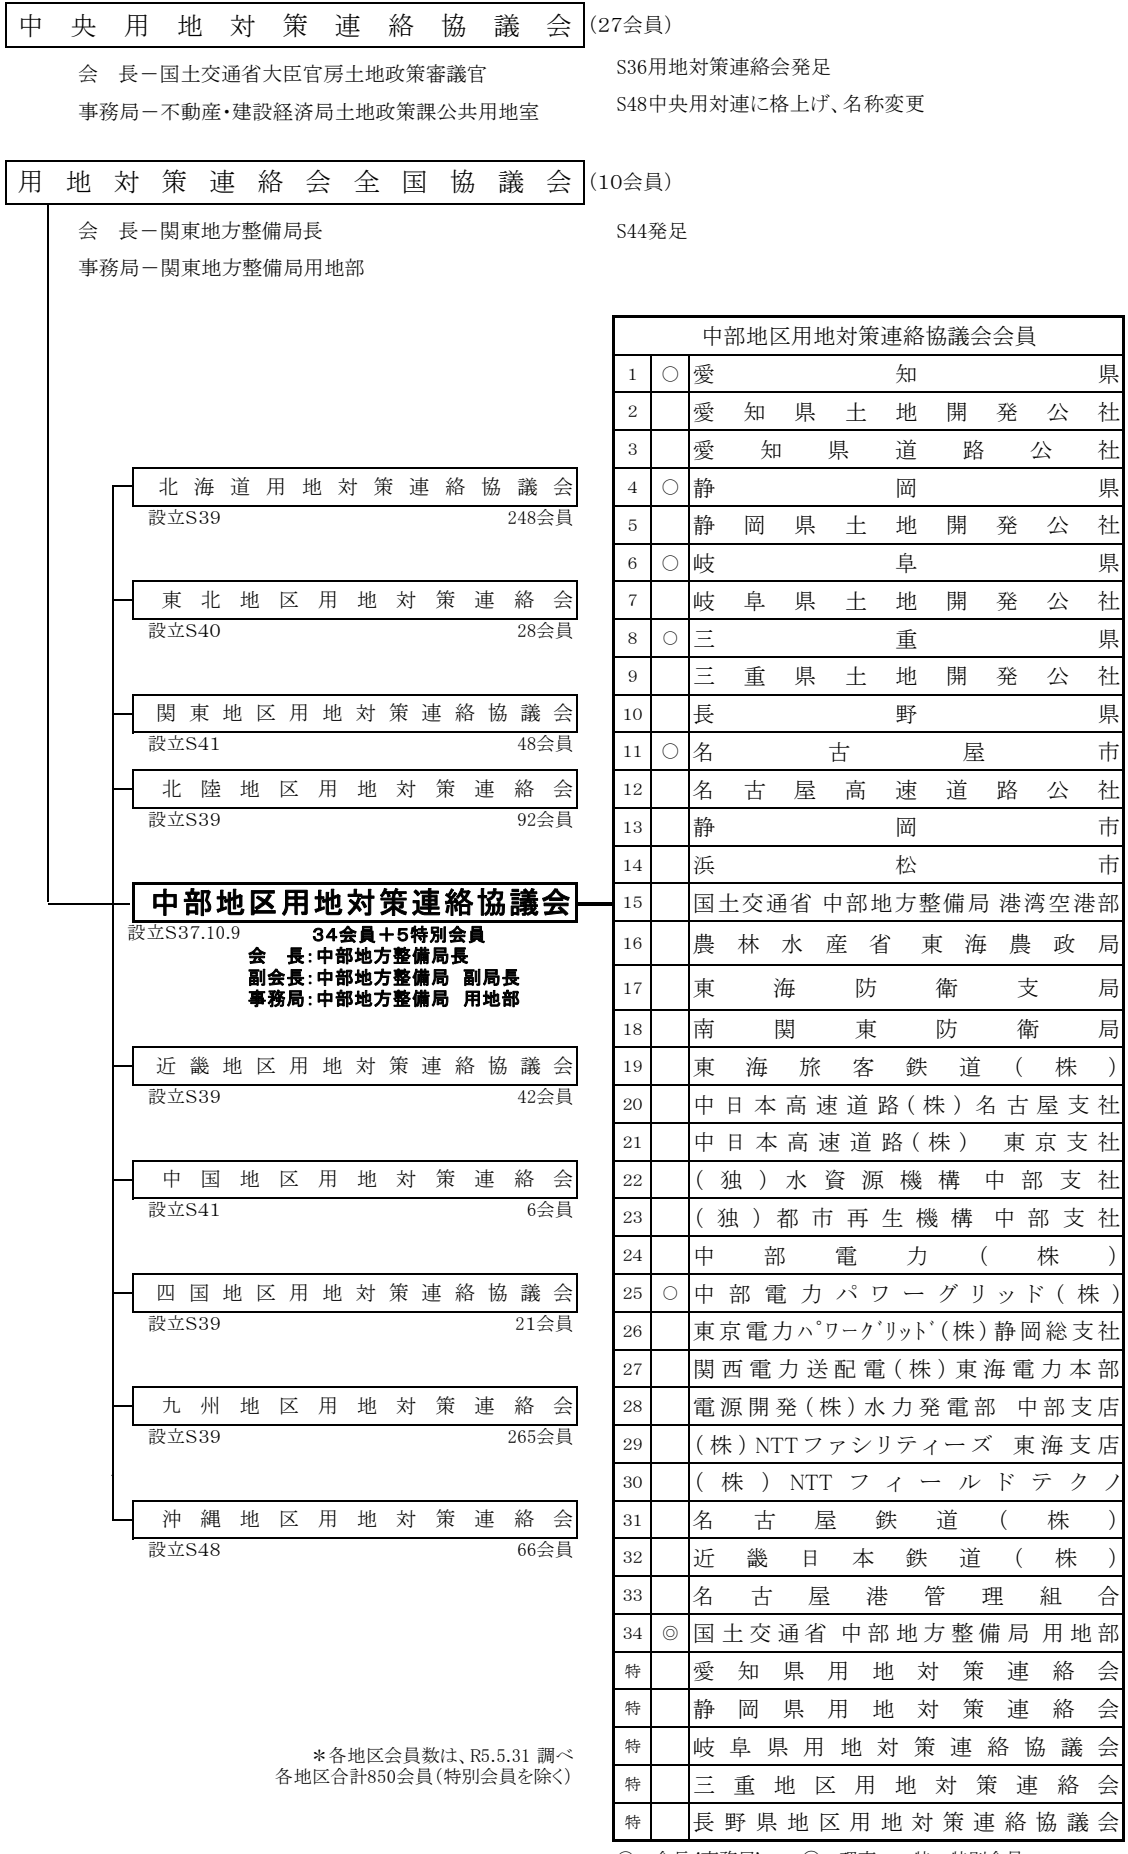 中央用地対策連絡協議会(27会員)
会　長－国土交通省大臣官房土地政策審議官
S36用地対策連絡会発足
事務局－不動産・建設経済局土地政策課公共用地室
S48中央用対連に格上げ、名称変更
用地対策連絡会全国協議会(10会員)
会　長－関東地方整備局長
S44発足
事務局－関東地方整備局用地部
北海道用地対策連絡協議会
設立S39 248会員
東北地区用地対策連絡会
設立S40 28会員
関東地区用地対策連絡協議会
設立S41 48会員
北陸地区用地対策連絡会
設立S39 92会員
中部地区用地対策連絡協議会
設立S37.10.9 34会員＋5特別会員
会　長：中部地方整備局長
副会長：中部地方整備局　副局長
事務局：中部地方整備局　用地部
近畿地区用地対策連絡協議会
設立S39 42会員
中国地区用地対策連絡会
設立S41 6会員
四国地区用地対策連絡協議会
設立S39 21会員
九州地区用地対策連絡会
設立S39 265会員
沖縄地区用地対策連絡会
設立S48 66会員
＊各地区会員数は、R5.5.31 調べ
各地区合計850会員(特別会員を除く)
中部地区用地対策連絡協議会会員
1 ○ 愛知県
2 愛知県土地開発公社
3 愛知県道路公社
4 ○ 静岡県
5 静岡県土地開発公社
6 ○ 岐阜県
7 岐阜県土地開発公社
8 ○ 三重県
9 三重県土地開発公社
10 長野県
11 ○ 名古屋市
12 名古屋高速道路公社
13 静岡市
14 浜松市
15 国土交通省 中部地方整備局 港湾空港部
16 農林水産省東海農政局
17 東海防衛支局
18 南関東防衛局
19 東海旅客鉄道(株)
20 中日本高速道路(株)名古屋支社
21 中日本高速道路(株)　東京支社
22 (独)水資源機構 中部支社
23 (独)都市再生機構 中部支社
24 中部電力(株)
25 ○ 中部電力パワーグリッド(株)
26 東京電力ﾊﾟﾜｰｸﾞﾘｯﾄﾞ(株)静岡総支社
27 関西電力送配電(株)東海電力本部
28 電源開発(株)水力発電部　中部支店
29 (株)NTTファシリティーズ　東海支店
30 (株)NTTフィールドテクノ
31 名古屋鉄道(株)
32 近畿日本鉄道(株)
33 名古屋港管理組合
34 ◎ 国土交通省 中部地方整備局 用地部
特 愛知県用地対策連絡会
特 静岡県用地対策連絡会
特 岐阜県用地対策連絡協議会
特 三重地区用地対策連絡会
特 長野県地区用地対策連絡協議会